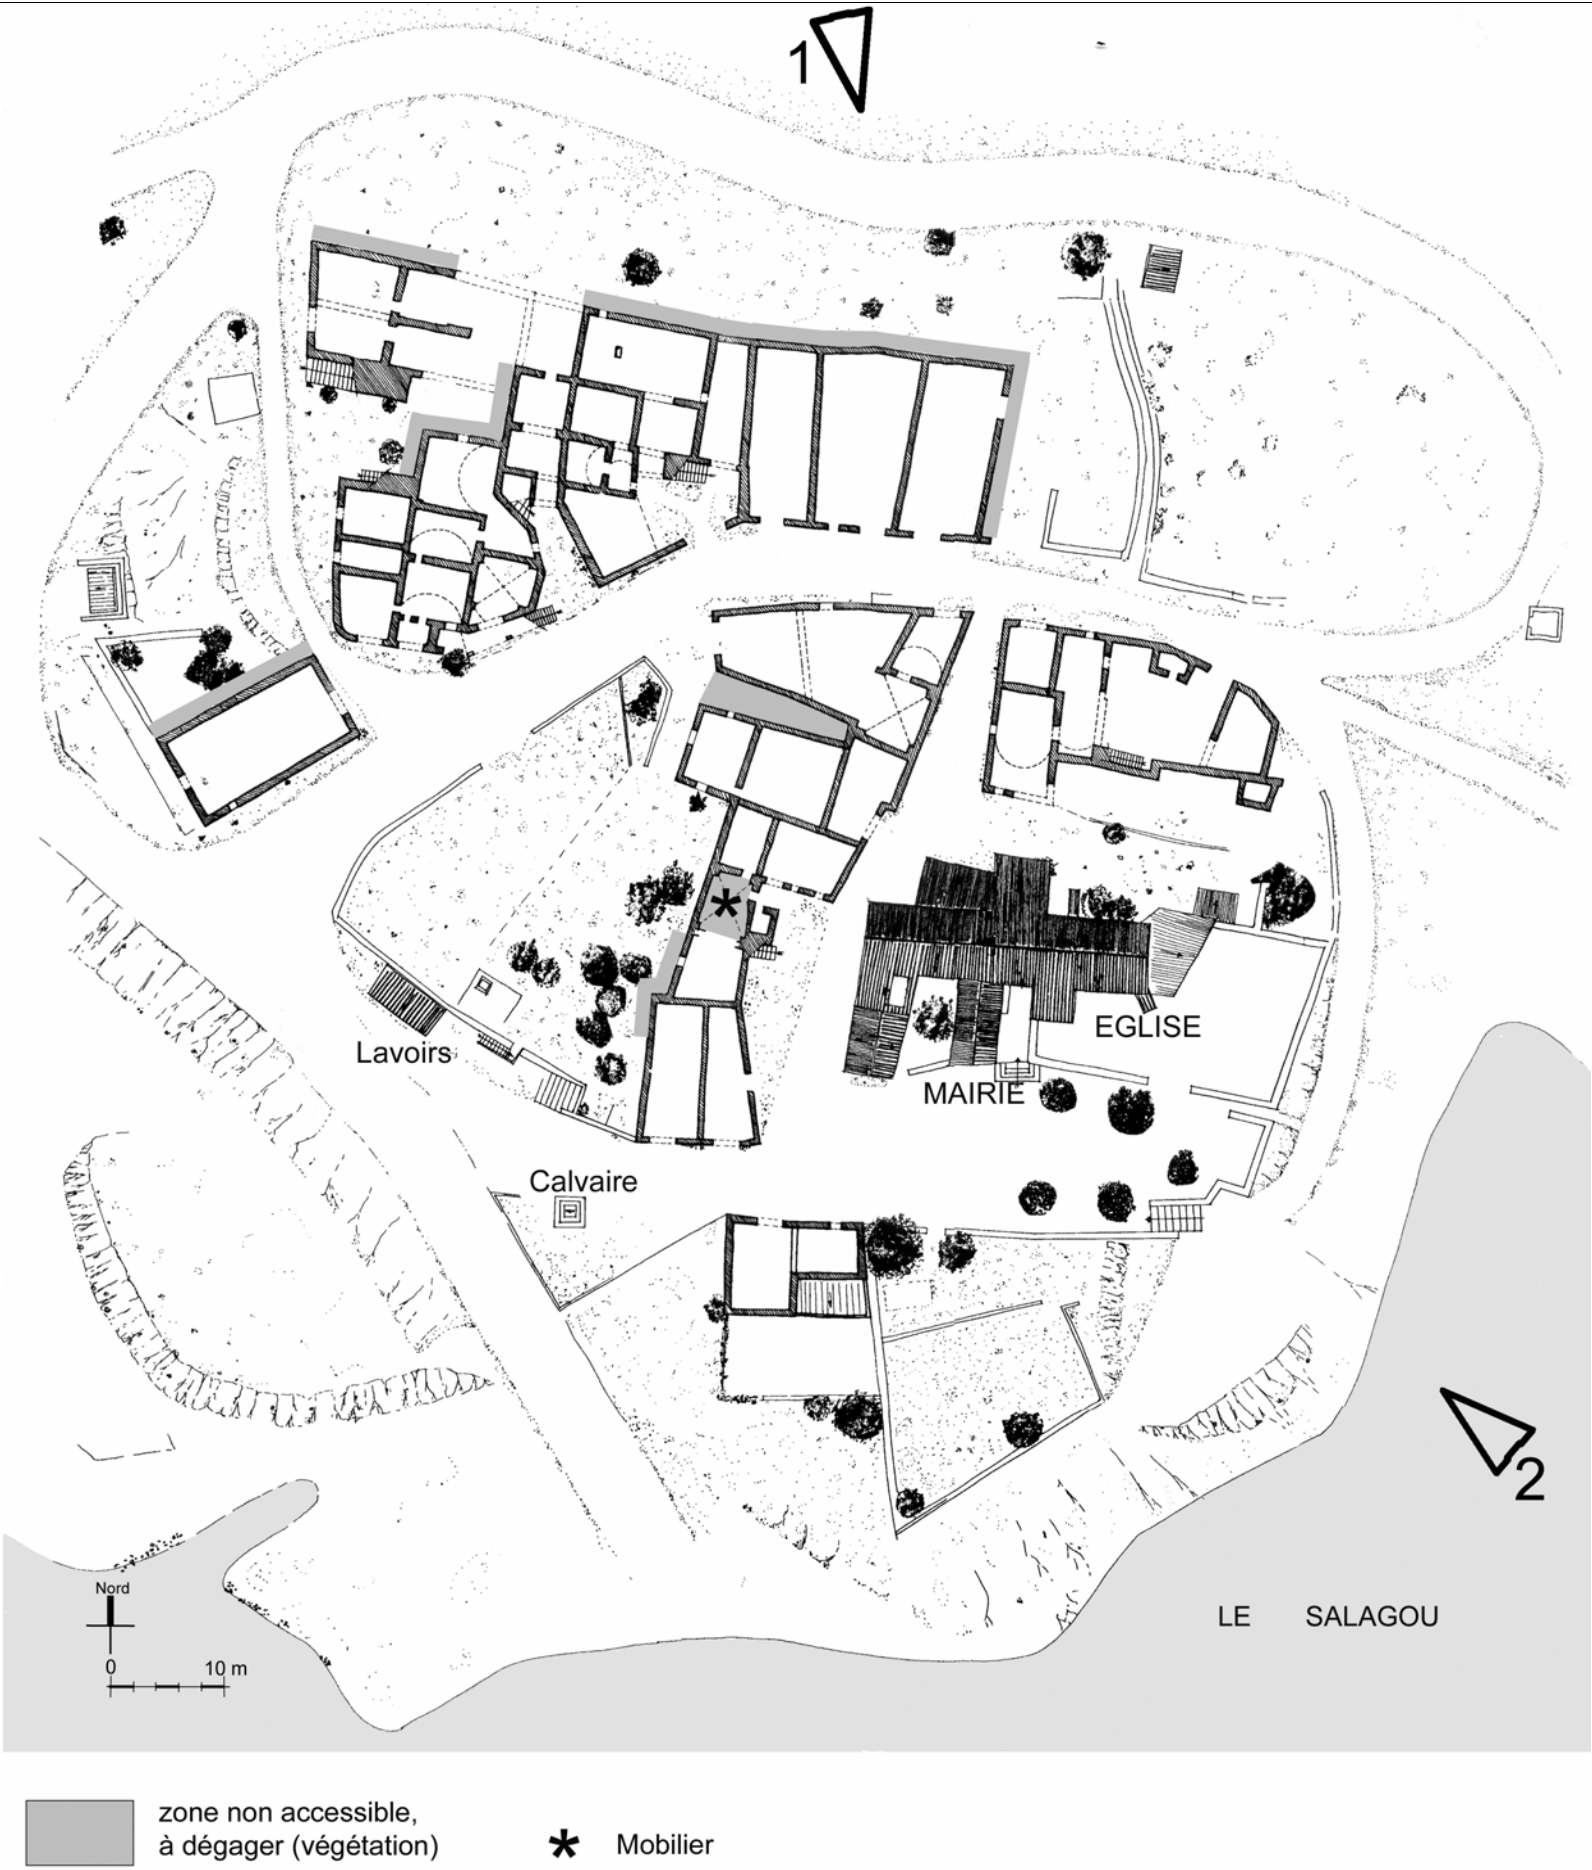 1
EGLISE
Lavoirs
MAIRIE
Calvaire
2
Nord
LE SALAGOU
0 10 m
zone non accessible,
à dégager (végétation)
* Mobilier